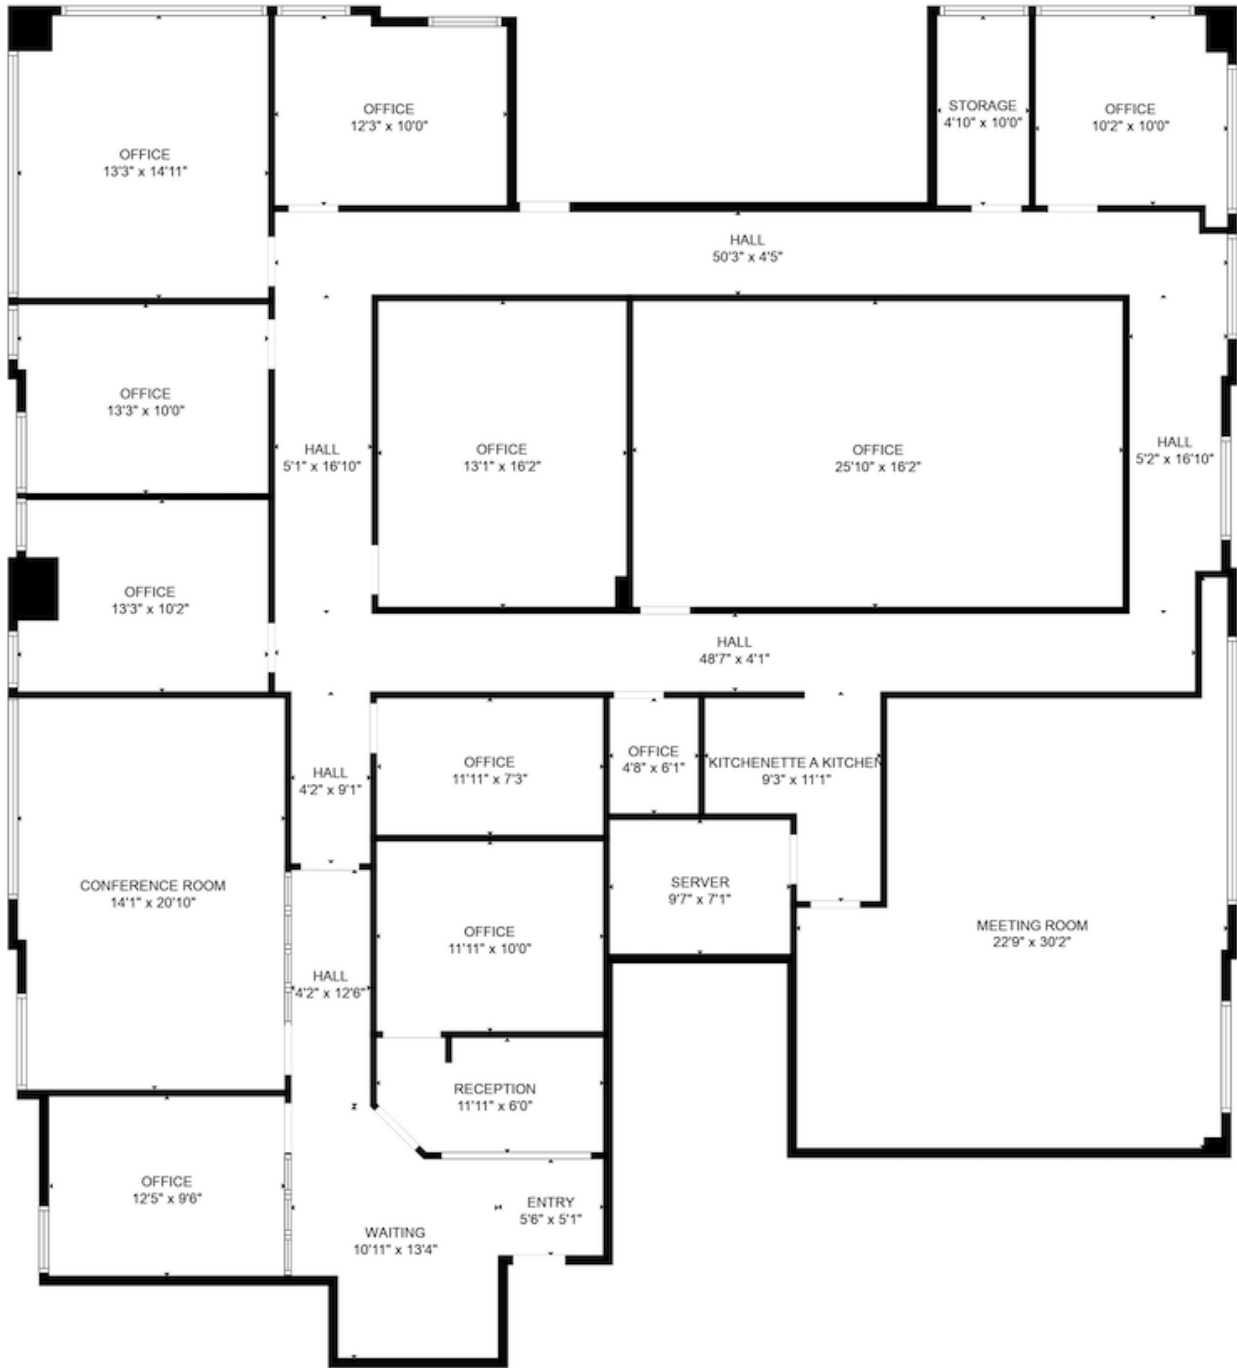 OFFICE
12'3" x 10'0"
STORAGE
4'10" x 10'0"
OFFICE
10'2" x 10'0"
OFFICE
13'3" x 14'11"
HALL
50'3" x 4'5"
OFFICE
13'3" x 10'0"
HALL
5'1" x 16'10"
OFFICE
13'1" x 16'2"
OFFICE
25'10" x 16'2"
HALL
5'2" x 16'10"
OFFICE
13'3" x 10'2"
HALL
48'7" x 4'1"
HALL
4'2" x 9'1"
OFFICE
11'11" x 7'3"
OFFICE
4'8" x 6'1"
KITCHENETTE A KITCHEN
9'3" x 11'1"
CONFERENCE ROOM
14'1" x 20'10"
SERVER
9'7" x 7'1"
OFFICE
11'11" x 10'0"
MEETING ROOM
22'9" x 30'2"
HALL
4'2" x 12'6"
RECEPTION
11'11" x 6'0"
OFFICE
12'5" x 9'6"
ENTRY
5'6" x 5'1"
WAITING
10'11" x 13'4"